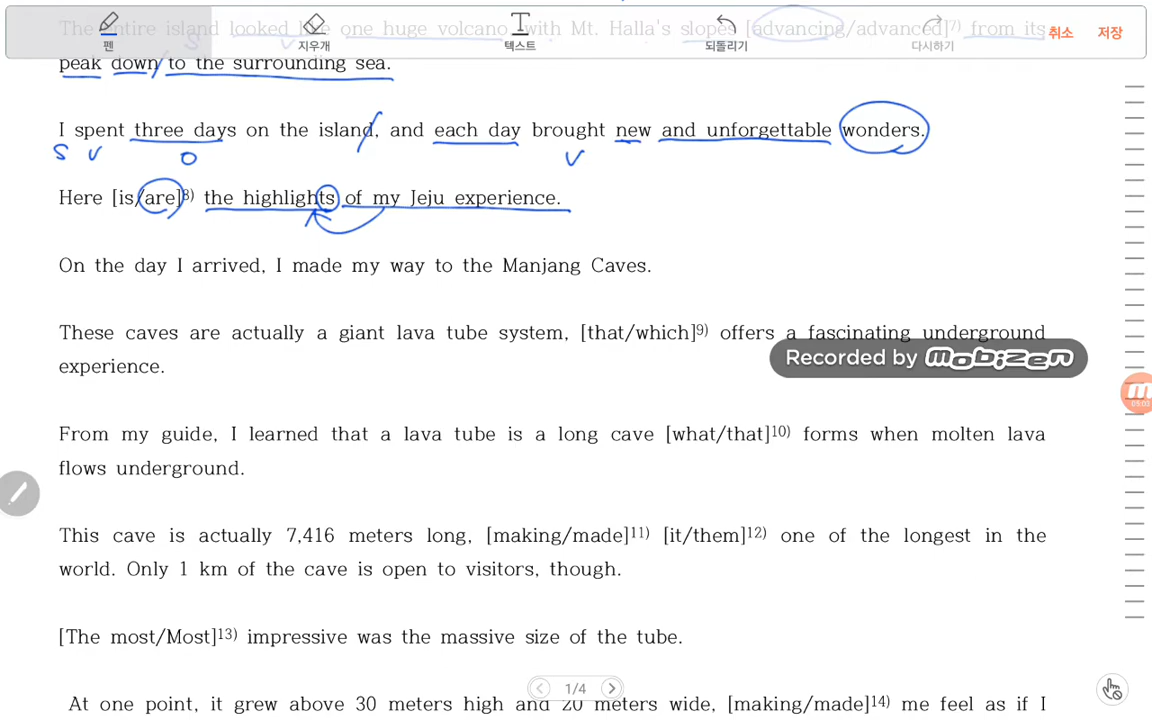 The entire island looked like one huge volcano with Mt. Halla's slopes [advancing/advanced]7) from its
펜
지우개
텍스트
되돌리기
다시하기
취소
저장
peak down to the surrounding sea.
I spent three days on the island, and each day brought new and unforgettable wonders.
S V O V
Here [is/are]8) the highlights of my Jeju experience.
On the day I arrived, I made my way to the Manjang Caves.
These caves are actually a giant lava tube system, [that/which]9) offers a fascinating underground
experience.
Recorded by mobizen
09:00
From my guide, I learned that a lava tube is a long cave [what/that]10) forms when molten lava
flows underground.
This cave is actually 7,416 meters long, [making/made]11) [it/them]12) one of the longest in the
world. Only 1 km of the cave is open to visitors, though.
[The most/Most]13) impressive was the massive size of the tube.
1/4
At one point, it grew above 30 meters high and 20 meters wide, [making/made]14) me feel as if I